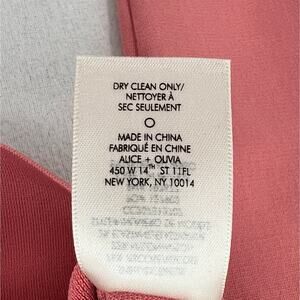 DRY CLEAN ONLY/
NETTOYER À
SEC SEULEMENT
MADE IN CHINA
FABRIQUÉ EN CHINE
ALICE + OLIVIA
450 W 14TH ST 11FL
NEW YORK, NY 10014